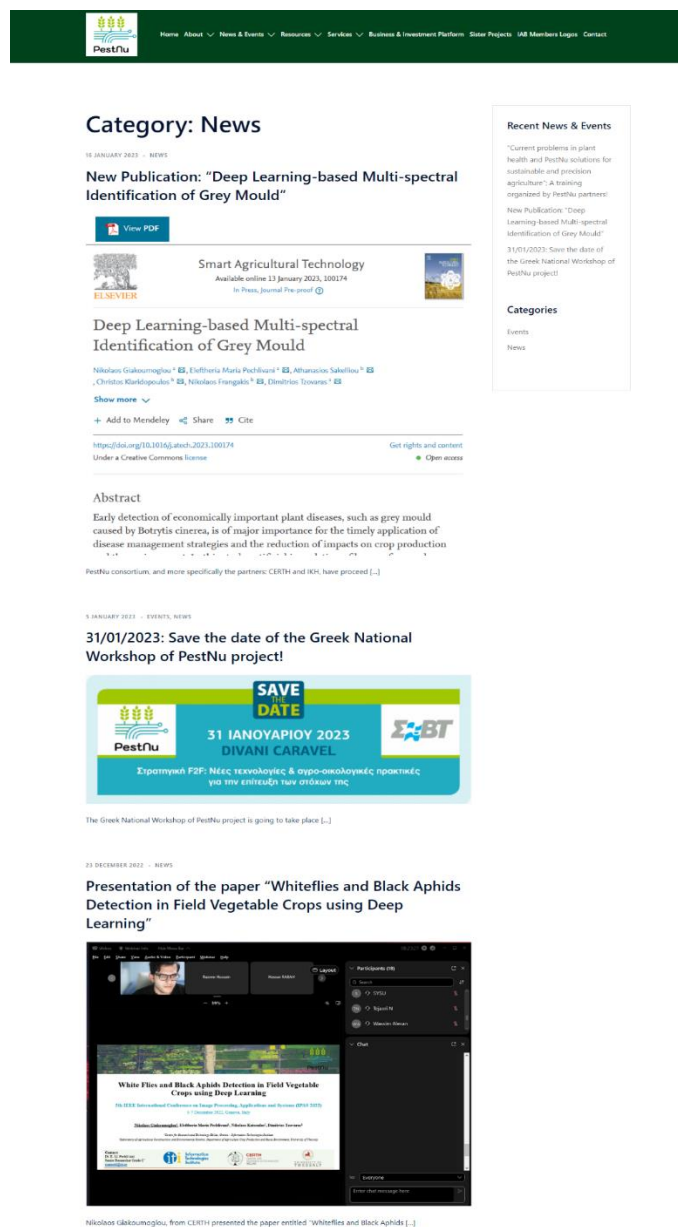 PestNu
Home About News & Events Resources Services Business & Investment Platform Sister Projects IAB Members Logos Contact
Category: News
NEWS
New Publication: “Deep Learning-based Multi-spectral
Identification of Grey Mould“
View PDF
ELSEVIER
Smart Agricultural Technology
Available online 13 January 2023, 100174
In Press, Journal Pre-proof
Deep Learning-based Multi-spectral
Identification of Grey Mould
Nikolaos Giakoumoglou a, Eleftheria Maria Pechlivani a, Athanasios Sakelliou b
, Christos Klaridopoulos b, Nikolaos Frangakis b, Dimitrios Tzovaras a
Show more
+ Add to Mendeley Share Cite
https://doi.org/10.1016/j.atech.2023.100174 Get rights and content
Under a Creative Commons license Open access
Abstract
Early detection of economically important plant diseases, such as grey mould
caused by Botrytis cinerea, is of major importance for the timely application of
disease management strategies and the reduction of impacts on crop production
PestNu consortium, and more specifically the partners: CERTH and IKH, have proceed [...]
5 JANUARY 2023 - EVENTS, NEWS
31/01/2023: Save the date of the Greek National
Workshop of PestNu project!
SAVE
THE
DATE
PestNu
31 ΙΑΝΟΥΑΡΙΟΥ 2023
DIVANI CARAVEL
Στρατηγική F2F: Νέες τεχνολογίες & αγρο-οικολογικές πρακτικές
για την επίτευξη των στόχων της
The Greek National Workshop of PestNu project is going to take place [...]
23 DECEMBER 2022 - NEWS
Presentation of the paper “Whiteflies and Black Aphids
Detection in Field Vegetable Crops using Deep
Learning”
Layout
Participants (18)
Search
SYSU
Chat
White Flies and Black Aphids Detection in Field Vegetable
Crops using Deep Learning
Everyone
Enter chat message here
Nikolaos Giakoumoglou, from CERTH presented the paper entitled “Whiteflies and Black Aphids [...]
Recent News & Events
“Current problems in plant
health and PestNu solutions for
sustainable and precision
agriculture”; A training
organized by PestNu partners!
New Publication: “Deep
Learning-based Multi-spectral
Identification of Grey Mould“
31/01/2023: Save the date of
the Greek National Workshop of
PestNu project!
Categories
Events
News